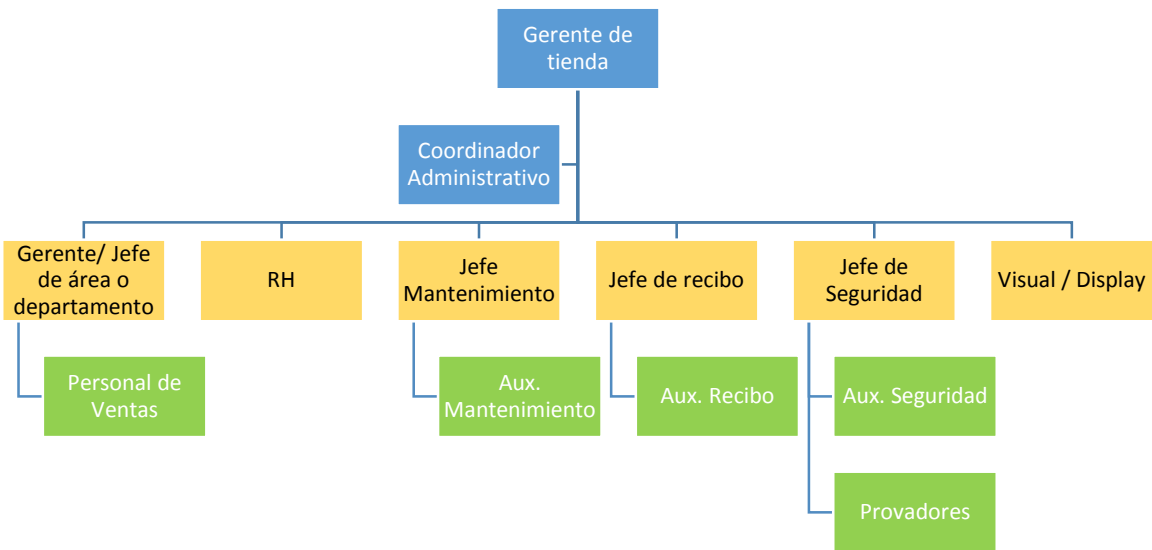 Gerente de
tienda
Coordinador
Administrativo
Gerente/ Jefe
de área o
departamento
RH
Jefe
Mantenimiento
Jefe de recibo
Jefe de
Seguridad
Visual / Display
Personal de
Ventas
Aux.
Mantenimiento
Aux. Recibo
Aux. Seguridad
Provadores